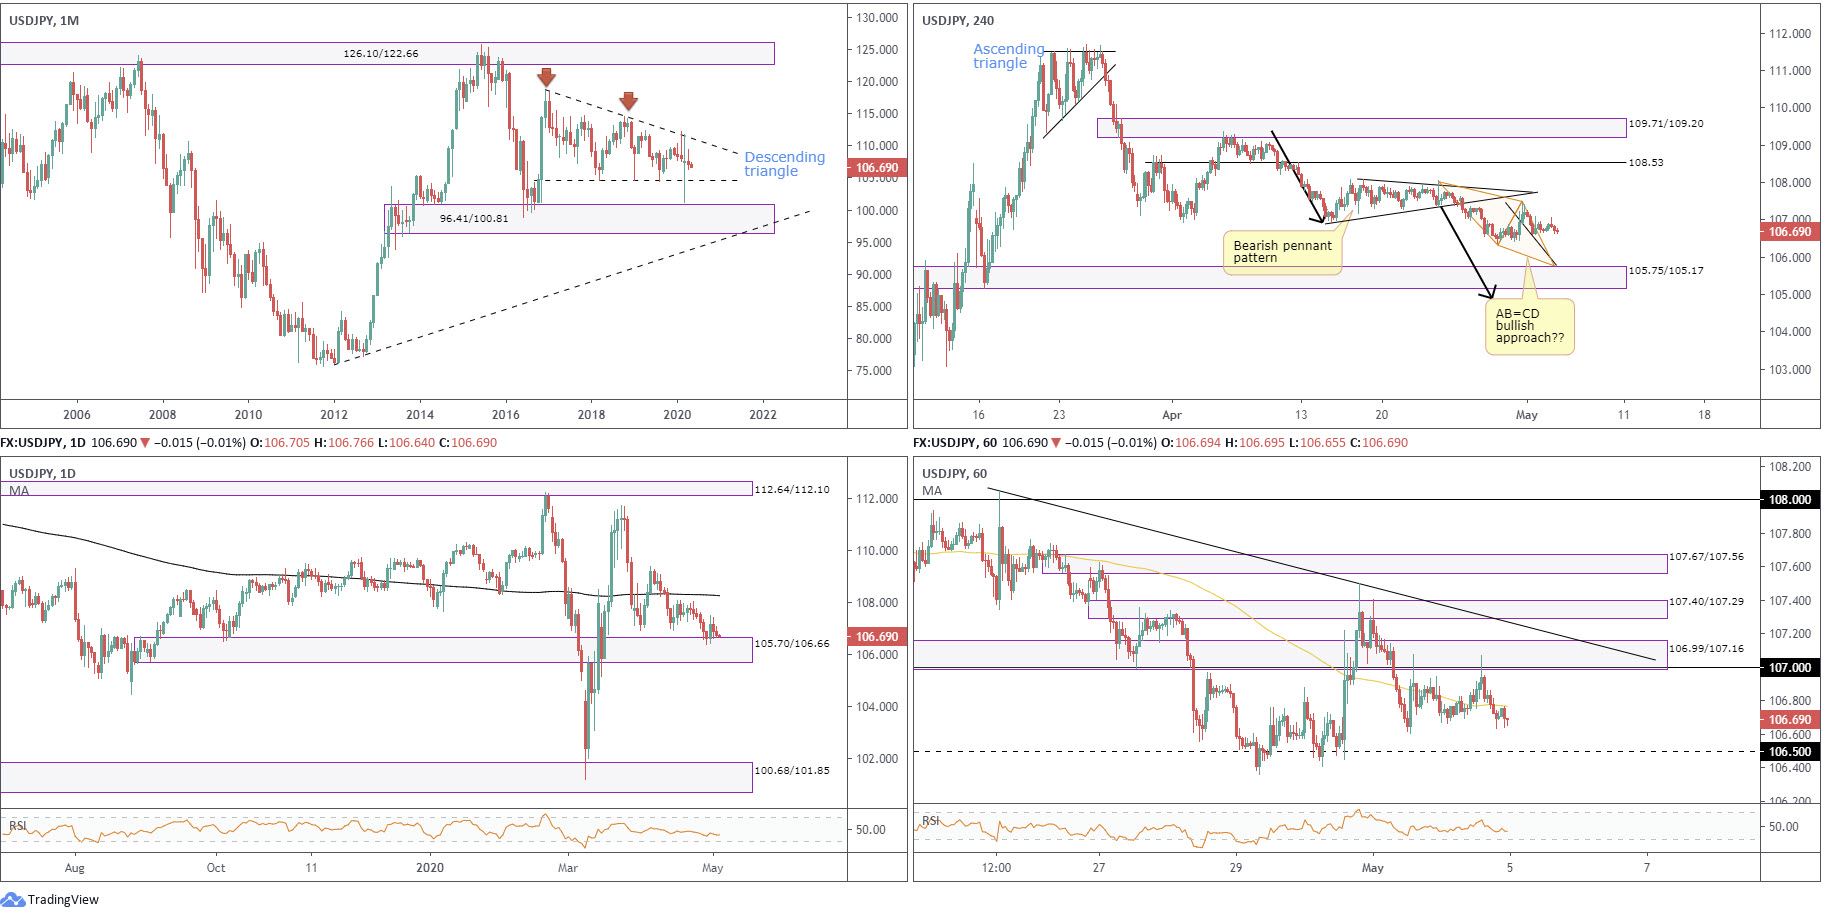 USDJPY, 1M
126.10/122.66
Descending
triangle
96.41/100.81
130.000
125.000
120.000
115.000
110.000
106.690
105.000
100.000
95.000
90.000
85.000
80.000
75.000
2006
2008
2010
2012
2014
2016
2018
2020
2022
USDJPY, 240
Ascending
triangle
109.71/109.20
108.53
Bearish pennant
pattern
105.75/105.17
AB=CD
bullish
approach??
112.000
111.000
110.000
109.000
108.000
107.000
106.690
106.000
105.000
104.000
103.000
16
23
Apr
13
20
May
11
18
FX:USDJPY, 1D 106.690 ▼ −0.015 (−0.01%) O:106.705 H:106.766 L:106.640 C:106.690
USDJPY, 1D
MA
112.64/112.10
105.70/106.66
100.68/101.85
112.000
110.000
108.000
106.690
106.000
104.000
102.000
RSI
50.00
Aug
Oct
11
2020
Mar
May
FX:USDJPY, 60 106.690 ▼ −0.015 (−0.01%) O:106.694 H:106.695 L:106.655 C:106.690
USDJPY, 60
MA
107.67/107.56
107.40/107.29
106.99/107.16
108.200
108.000
107.800
107.600
107.400
107.200
107.000
106.800
106.690
106.600
106.500
106.400
106.200
RSI
50.00
12:00
27
29
May
5
7
TradingView